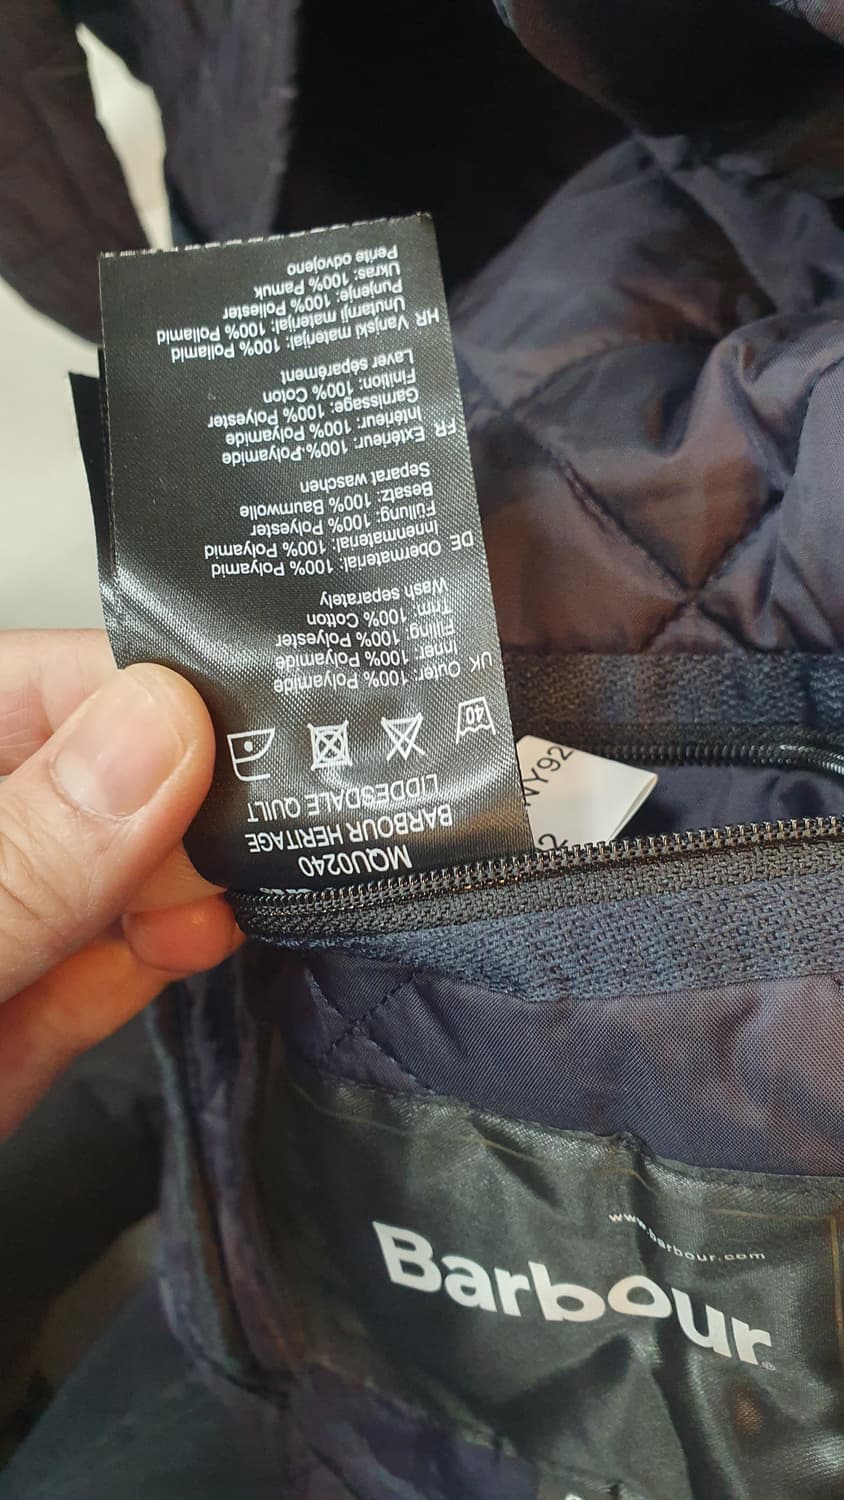 MQU0240
BARBOUR HERITAGE
LIDDESDALE QUILT
40
UK Outer: 100% Polyamide
Inner: 100% Polyamide
Filling: 100% Polyester
Trim: 100% Cotton
Wash separately
DE Obermaterial: 100% Polyamid
Innenmaterial: 100% Polyamid
Füllung: 100% Polyester
Besatz: 100% Baumwolle
Separat waschen
FR Extérieur: 100% Polyamide
Intérieur: 100% Polyamide
Garnissage: 100% Polyester
Finition: 100% Coton
Laver séparément
HR Vanjski materijal: 100% Poliamid
Unutarnji materijal: 100% Poliamid
Punjenje: 100% Poliester
Ukras: 100% Pamuk
Perite odvojeno
NY92
www.barbour.com
Barbour